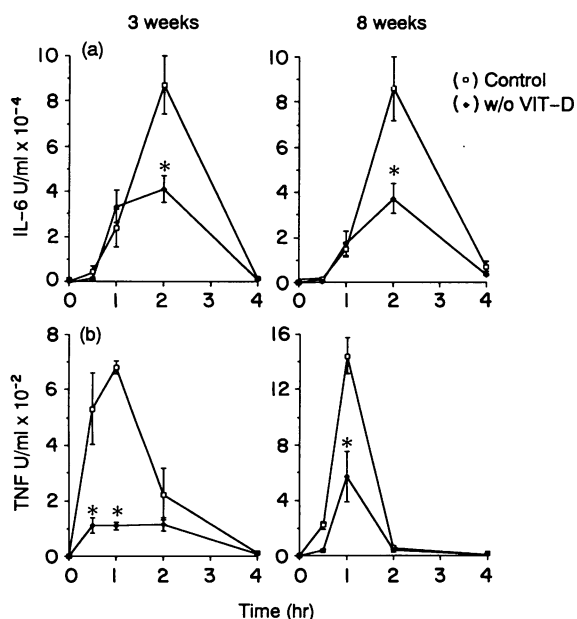 3 weeks
8 weeks
(a)
IL-6 U/ml x 10⁻⁴
10
8
6
4
2
0
*
0 1 2 3 4
10
8
6
4
2
0
*
0 1 2 3 4
(□) Control
(◆) w/o VIT-D
(b)
TNF U/ml x 10⁻²
8
6
4
2
0
* *
0 1 2 3 4
16
12
8
4
0
*
0 1 2 3 4
Time (hr)